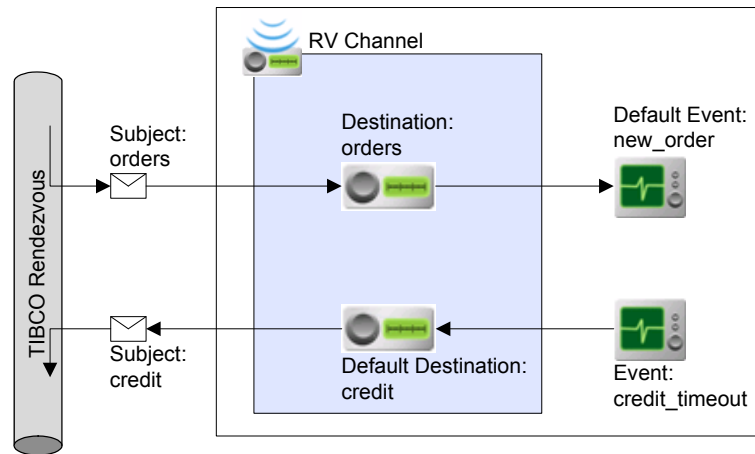 RV Channel
Subject:
orders
Destination:
orders
Default Event:
new_order
TIBCO Rendezvous
Subject:
credit
Default Destination:
credit
Event:
credit_timeout